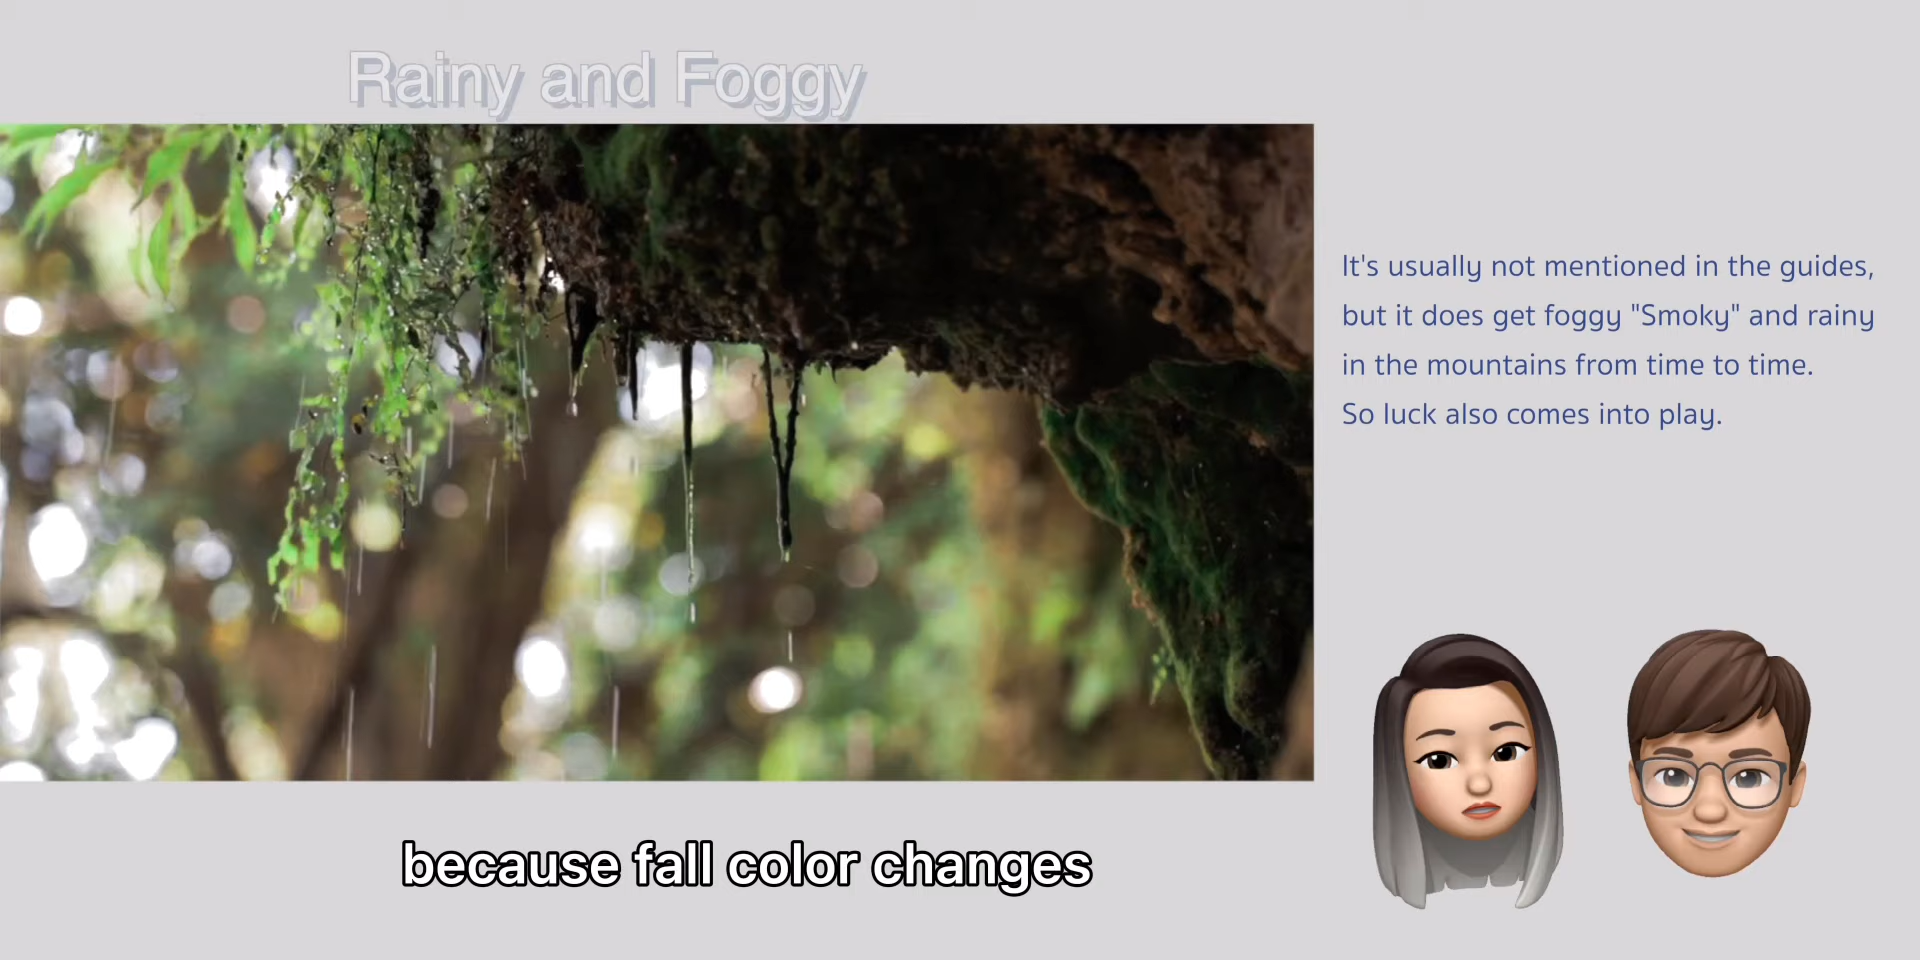 Rainy and Foggy
It's usually not mentioned in the guides,
but it does get foggy "Smoky" and rainy
in the mountains from time to time.
So luck also comes into play.
because fall color changes